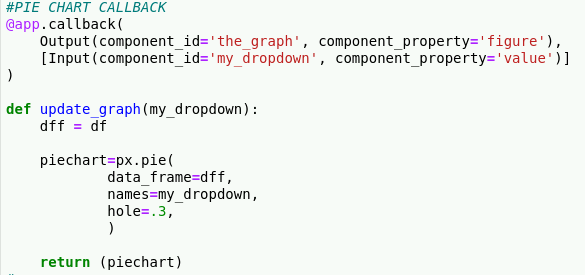 #PIE CHART CALLBACK
@app.callback(
    Output(component_id='the_graph', component_property='figure'),
    [Input(component_id='my_dropdown', component_property='value')]
)

def update_graph(my_dropdown):
    dff = df

    piechart=px.pie(
            data_frame=dff,
            names=my_dropdown,
            hole=.3,
            )

    return (piechart)